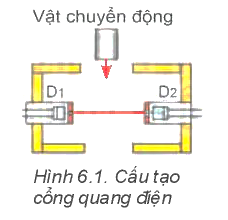 Vật chuyển động
D1
D2
Hình 6.1. Cấu tạo
cổng quang điện